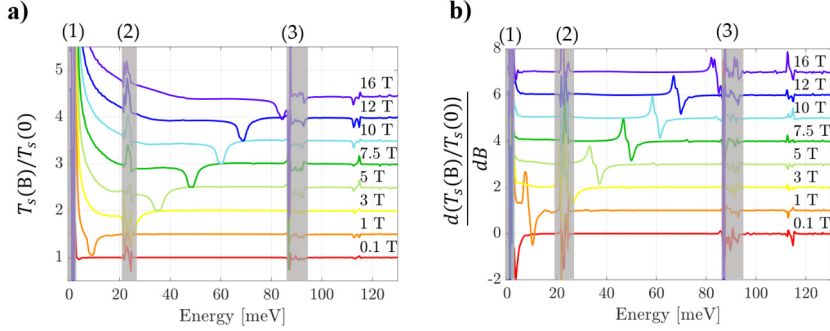 a)
(1)
(2)
(3)
T_s(B)/T_s(0)
5
4
3
2
1
16 T
12 T
10 T
7.5 T
5 T
3 T
1 T
0.1 T
0
20
40
60
80
100
120
Energy [meV]
b)
(1)
(2)
(3)
d(T_s(B)/T_s(0))
dB
8
6
4
2
0
-2
16 T
12 T
10 T
7.5 T
5 T
3 T
1 T
0.1 T
0
20
40
60
80
100
120
Energy [meV]